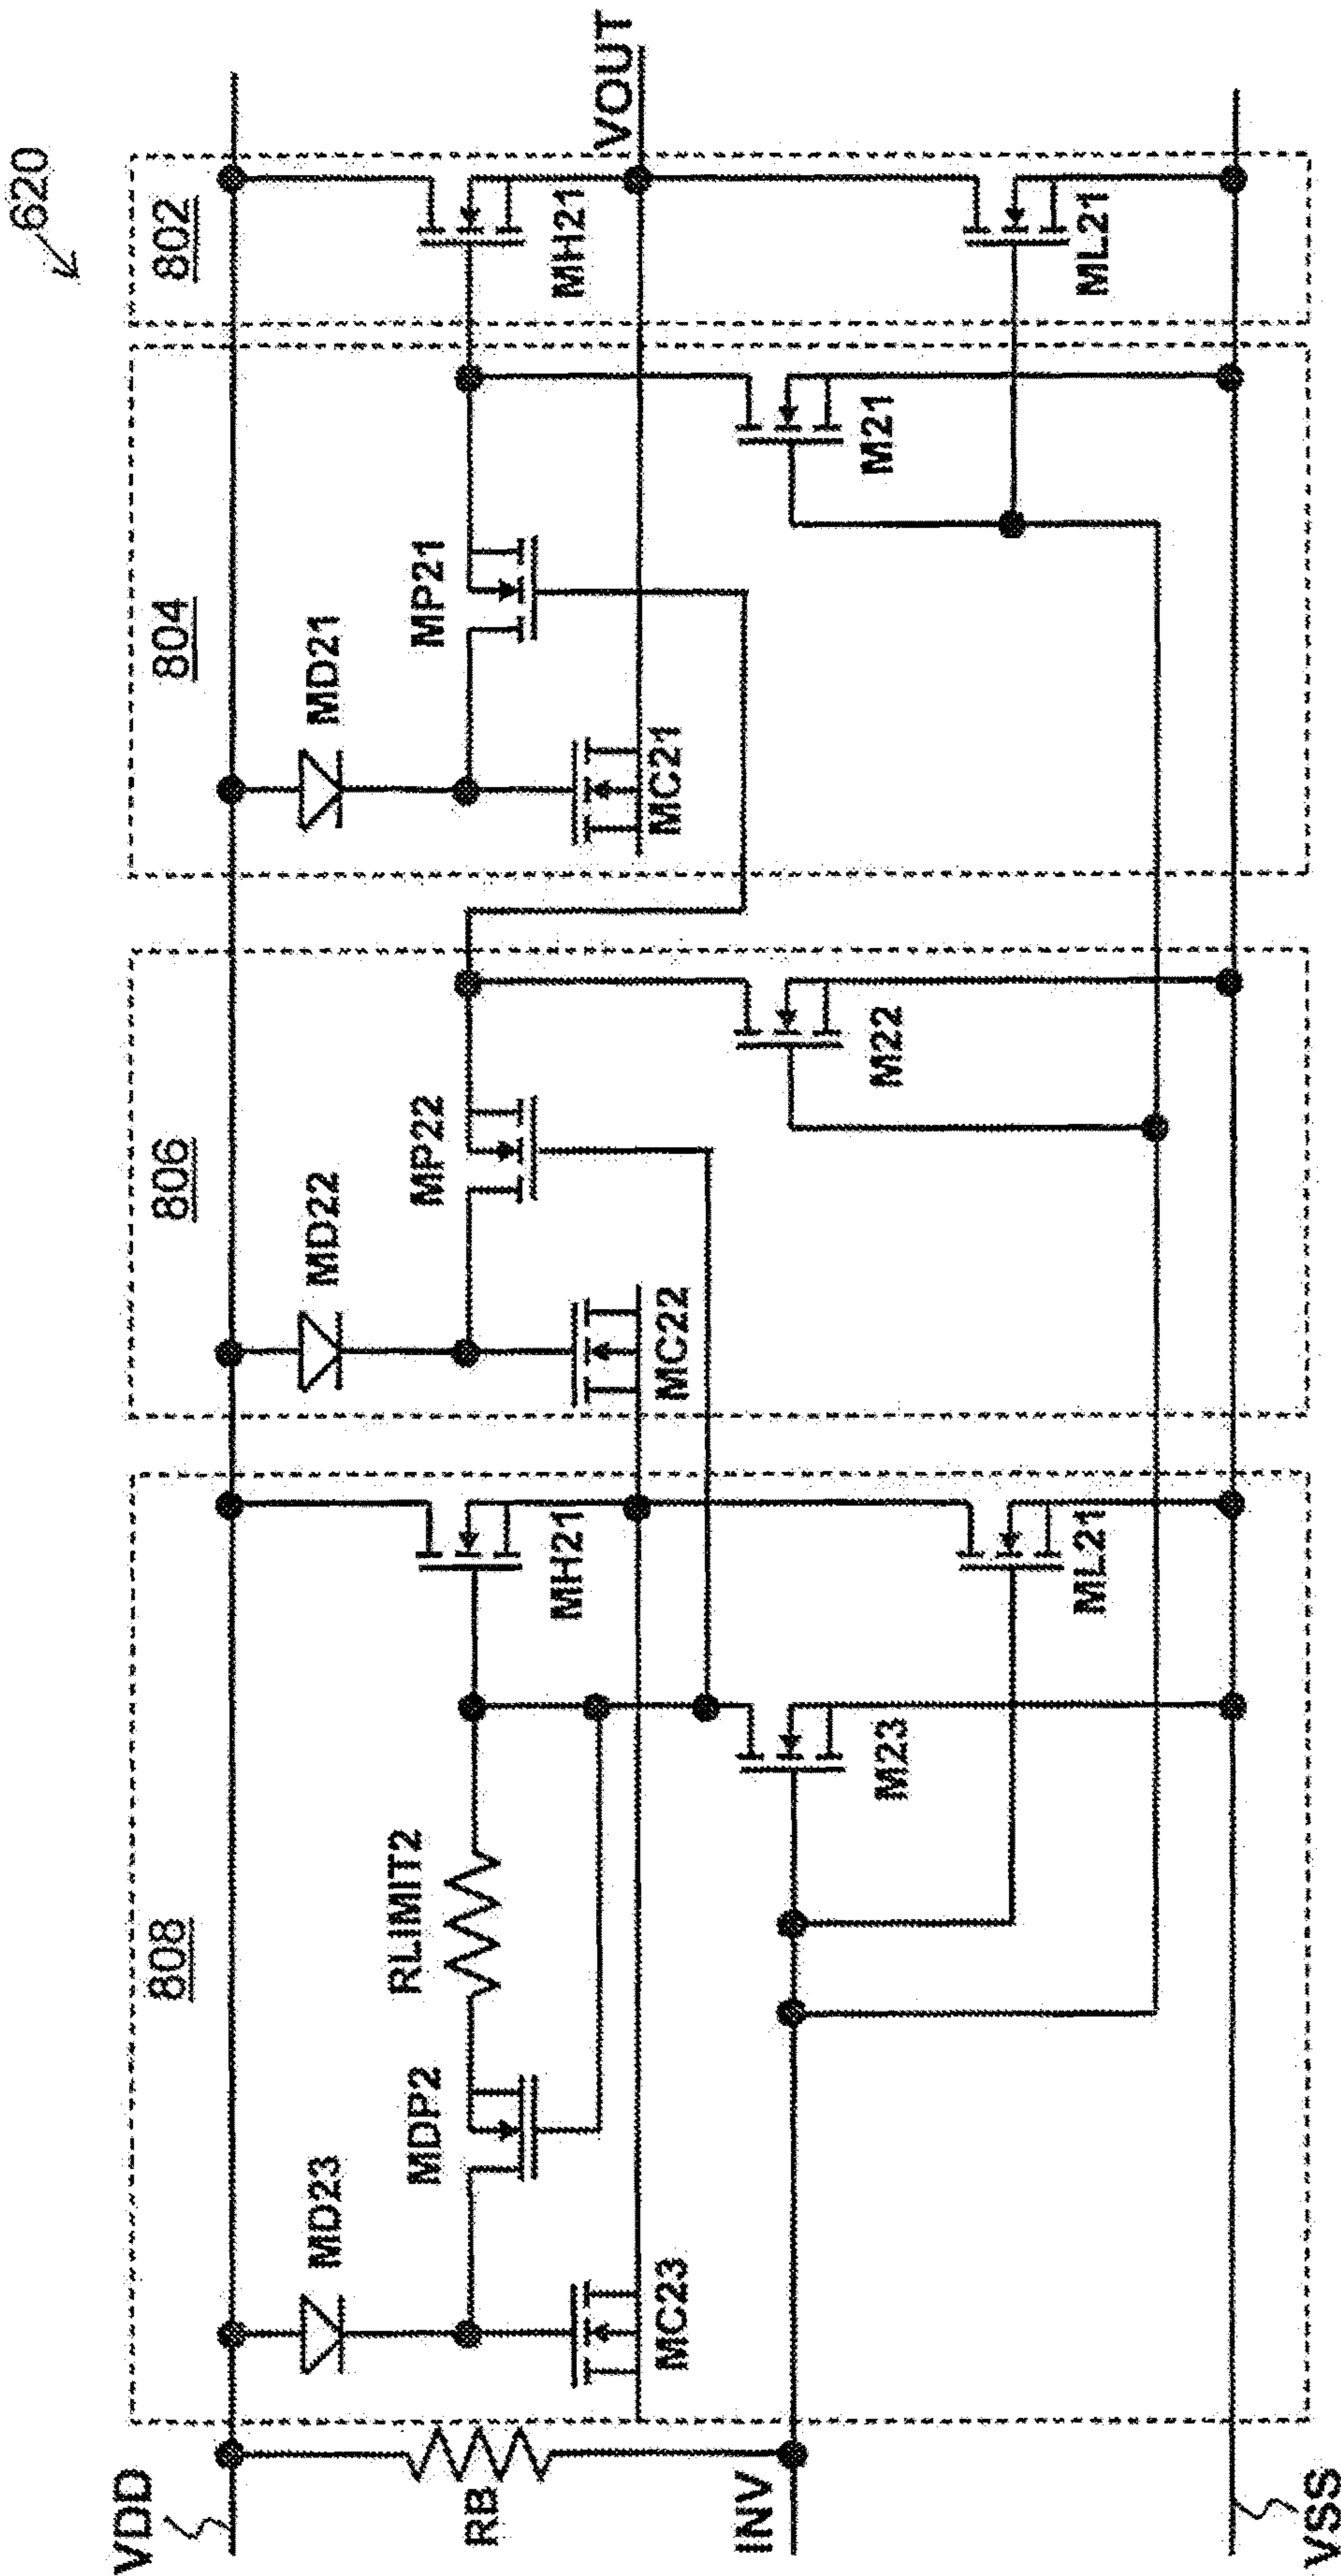 620
802
804
806
808
VOUT
MH21
ML21
M21
MP21
MD21
MC21
M22
MP22
MD22
MC22
MH21
ML21
M23
RLIMIT2
MDP2
MD23
MC23
VDD
RB
INV
VSS